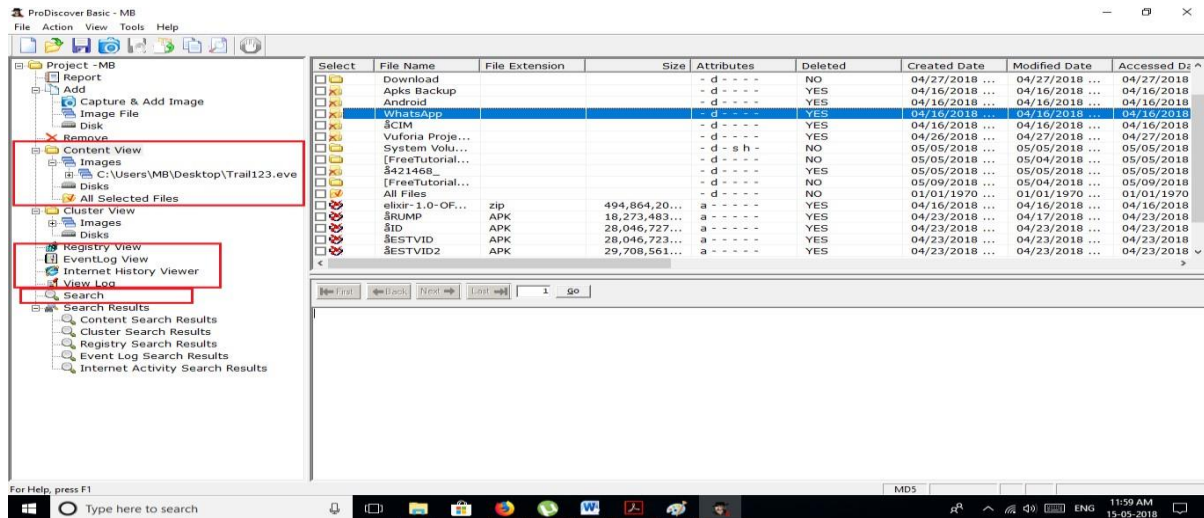 ProDiscover Basic - MB
File Action View Tools Help
Project -MB
Report
Add
Capture & Add Image
Image File
Disk
Remove
Content View
Images
C:\Users\MB\Desktop\Trail123.eve
Disks
All Selected Files
Cluster View
Images
Disks
Registry View
EventLog View
Internet History Viewer
View Log
Search
Search Results
Content Search Results
Cluster Search Results
Registry Search Results
Event Log Search Results
Internet Activity Search Results
Select File Name File Extension Size Attributes Deleted Created Date Modified Date Accessed Da
Download - d - - - - NO 04/27/2018 ... 04/27/2018 ... 04/27/2018
Apks Backup - d - - - - YES 04/16/2018 ... 04/16/2018 ... 04/16/2018
Android - d - - - - YES 04/16/2018 ... 04/16/2018 ... 04/16/2018
WhatsApp - d - - - - YES 04/16/2018 ... 04/16/2018 ... 04/16/2018
åCIM - d - - - - YES 04/16/2018 ... 04/16/2018 ... 04/16/2018
Vuforia Proje... - d - - - - YES 04/26/2018 ... 04/27/2018 ... 04/27/2018
System Volu... - d - s h - NO 05/05/2018 ... 05/05/2018 ... 05/05/2018
[FreeTutorial... - d - - - - NO 05/05/2018 ... 05/04/2018 ... 05/05/2018
å421468_ - d - - - - YES 05/05/2018 ... 05/05/2018 ... 05/05/2018
[FreeTutorial... - d - - - - NO 05/09/2018 ... 05/04/2018 ... 05/09/2018
All Files - d - - - - NO 01/01/1970 ... 01/01/1970 ... 01/01/1970
elixir-1.0-OF... zip 494,864,20... a - - - - - YES 04/16/2018 ... 04/16/2018 ... 04/16/2018
åRUMP APK 18,273,483... a - - - - - YES 04/23/2018 ... 04/17/2018 ... 04/23/2018
åID APK 28,046,727... a - - - - - YES 04/23/2018 ... 04/23/2018 ... 04/23/2018
åESTVID APK 28,046,723... a - - - - - YES 04/23/2018 ... 04/23/2018 ... 04/23/2018
åESTVID2 APK 29,708,561... a - - - - - YES 04/23/2018 ... 04/23/2018 ... 04/23/2018
First Back Next Last 1 go
For Help, press F1
MD5
Type here to search
ENG
11:59 AM
15-05-2018